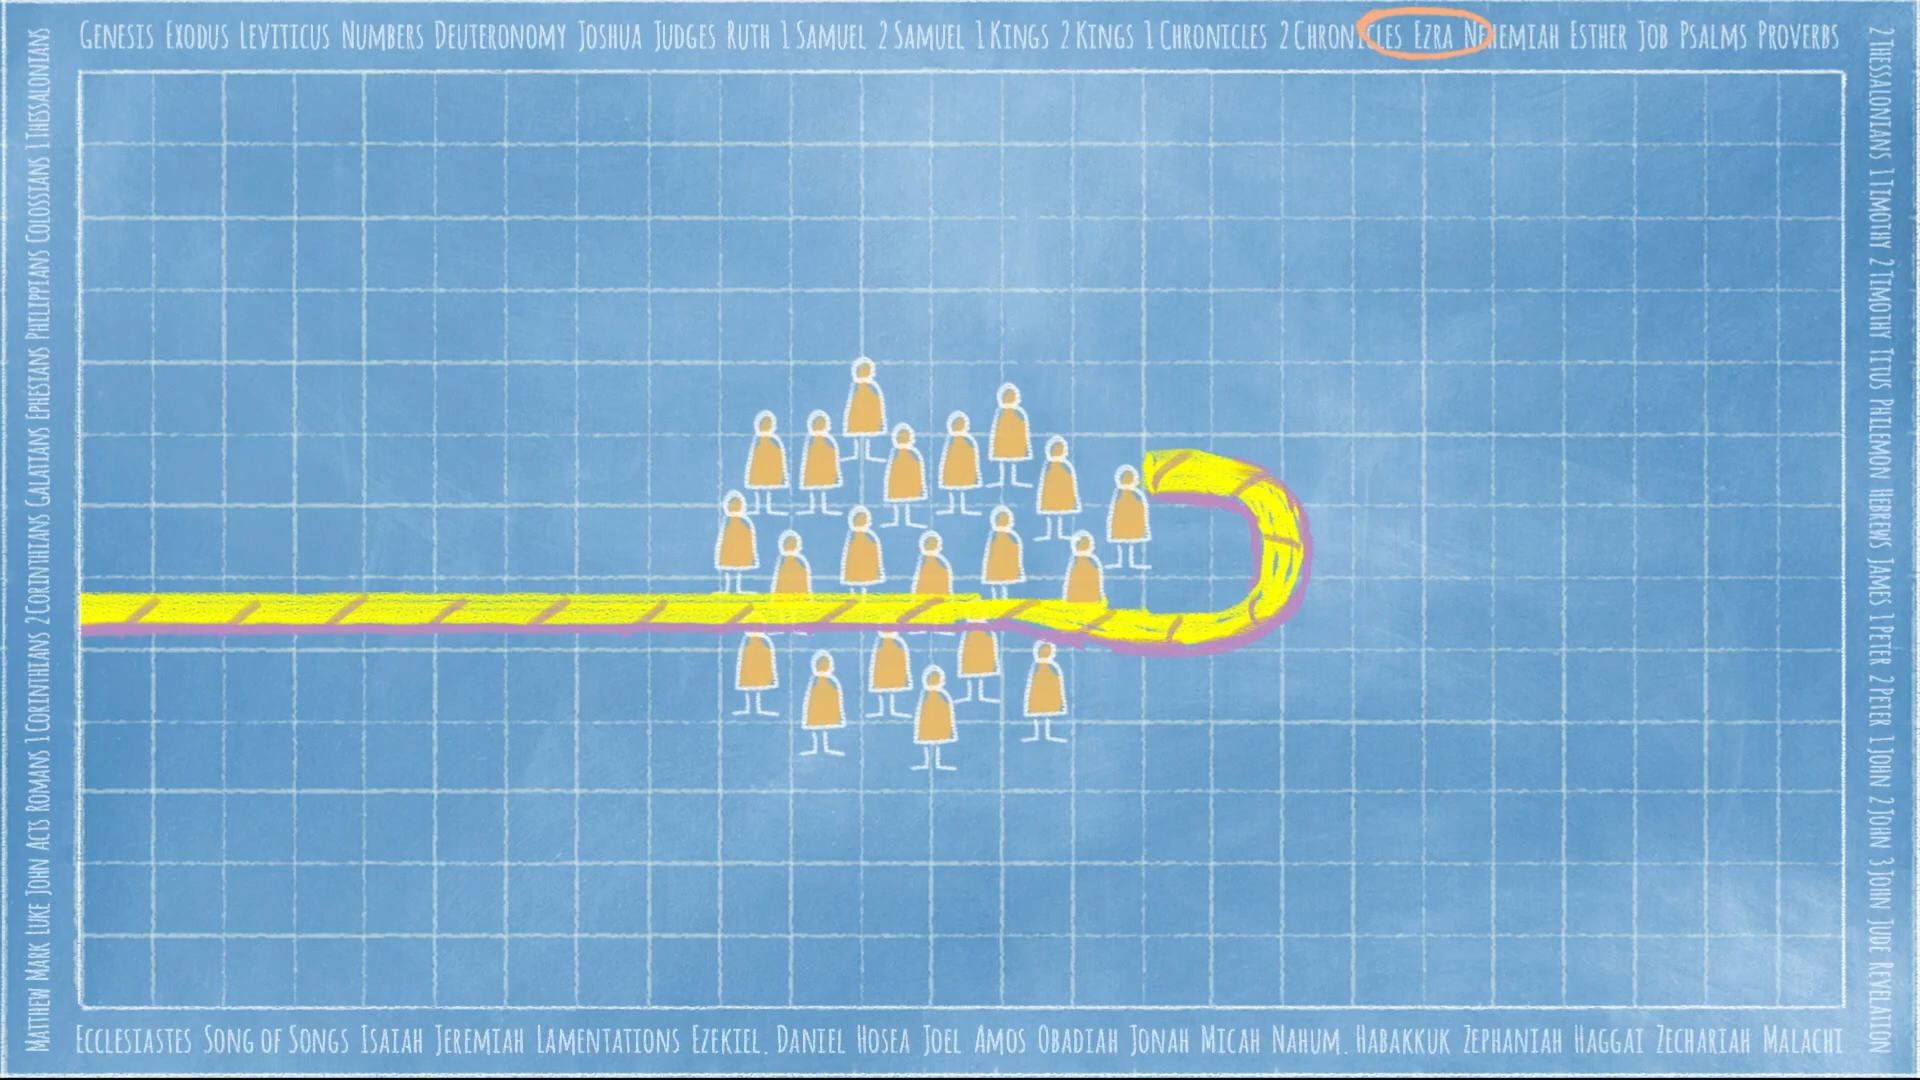 Genesis Exodus Leviticus Numbers Deuteronomy Joshua Judges Ruth 1 Samuel 2 Samuel 1 Kings 2 Kings 1 Chronicles 2 Chronicles Ezra Nehemiah Esther Job Psalms Proverbs
Ecclesiastes Song of Songs Isaiah Jeremiah Lamentations Ezekiel. Daniel Hosea Joel Amos Obadiah Jonah Micah Nahum. Habakkuk Zephaniah Haggai Zechariah Malachi
Matthew Mark Luke John Acts Romans 1 Corinthians 2 Corinthians Galatians Ephesians Philippians Colossians 1 Thessalonians
2 Thessalonians 1 Timothy 2 Timothy Titus Philemon Hebrews James 1 Peter 2 Peter 1 John 2 John 3 John Jude Revelation